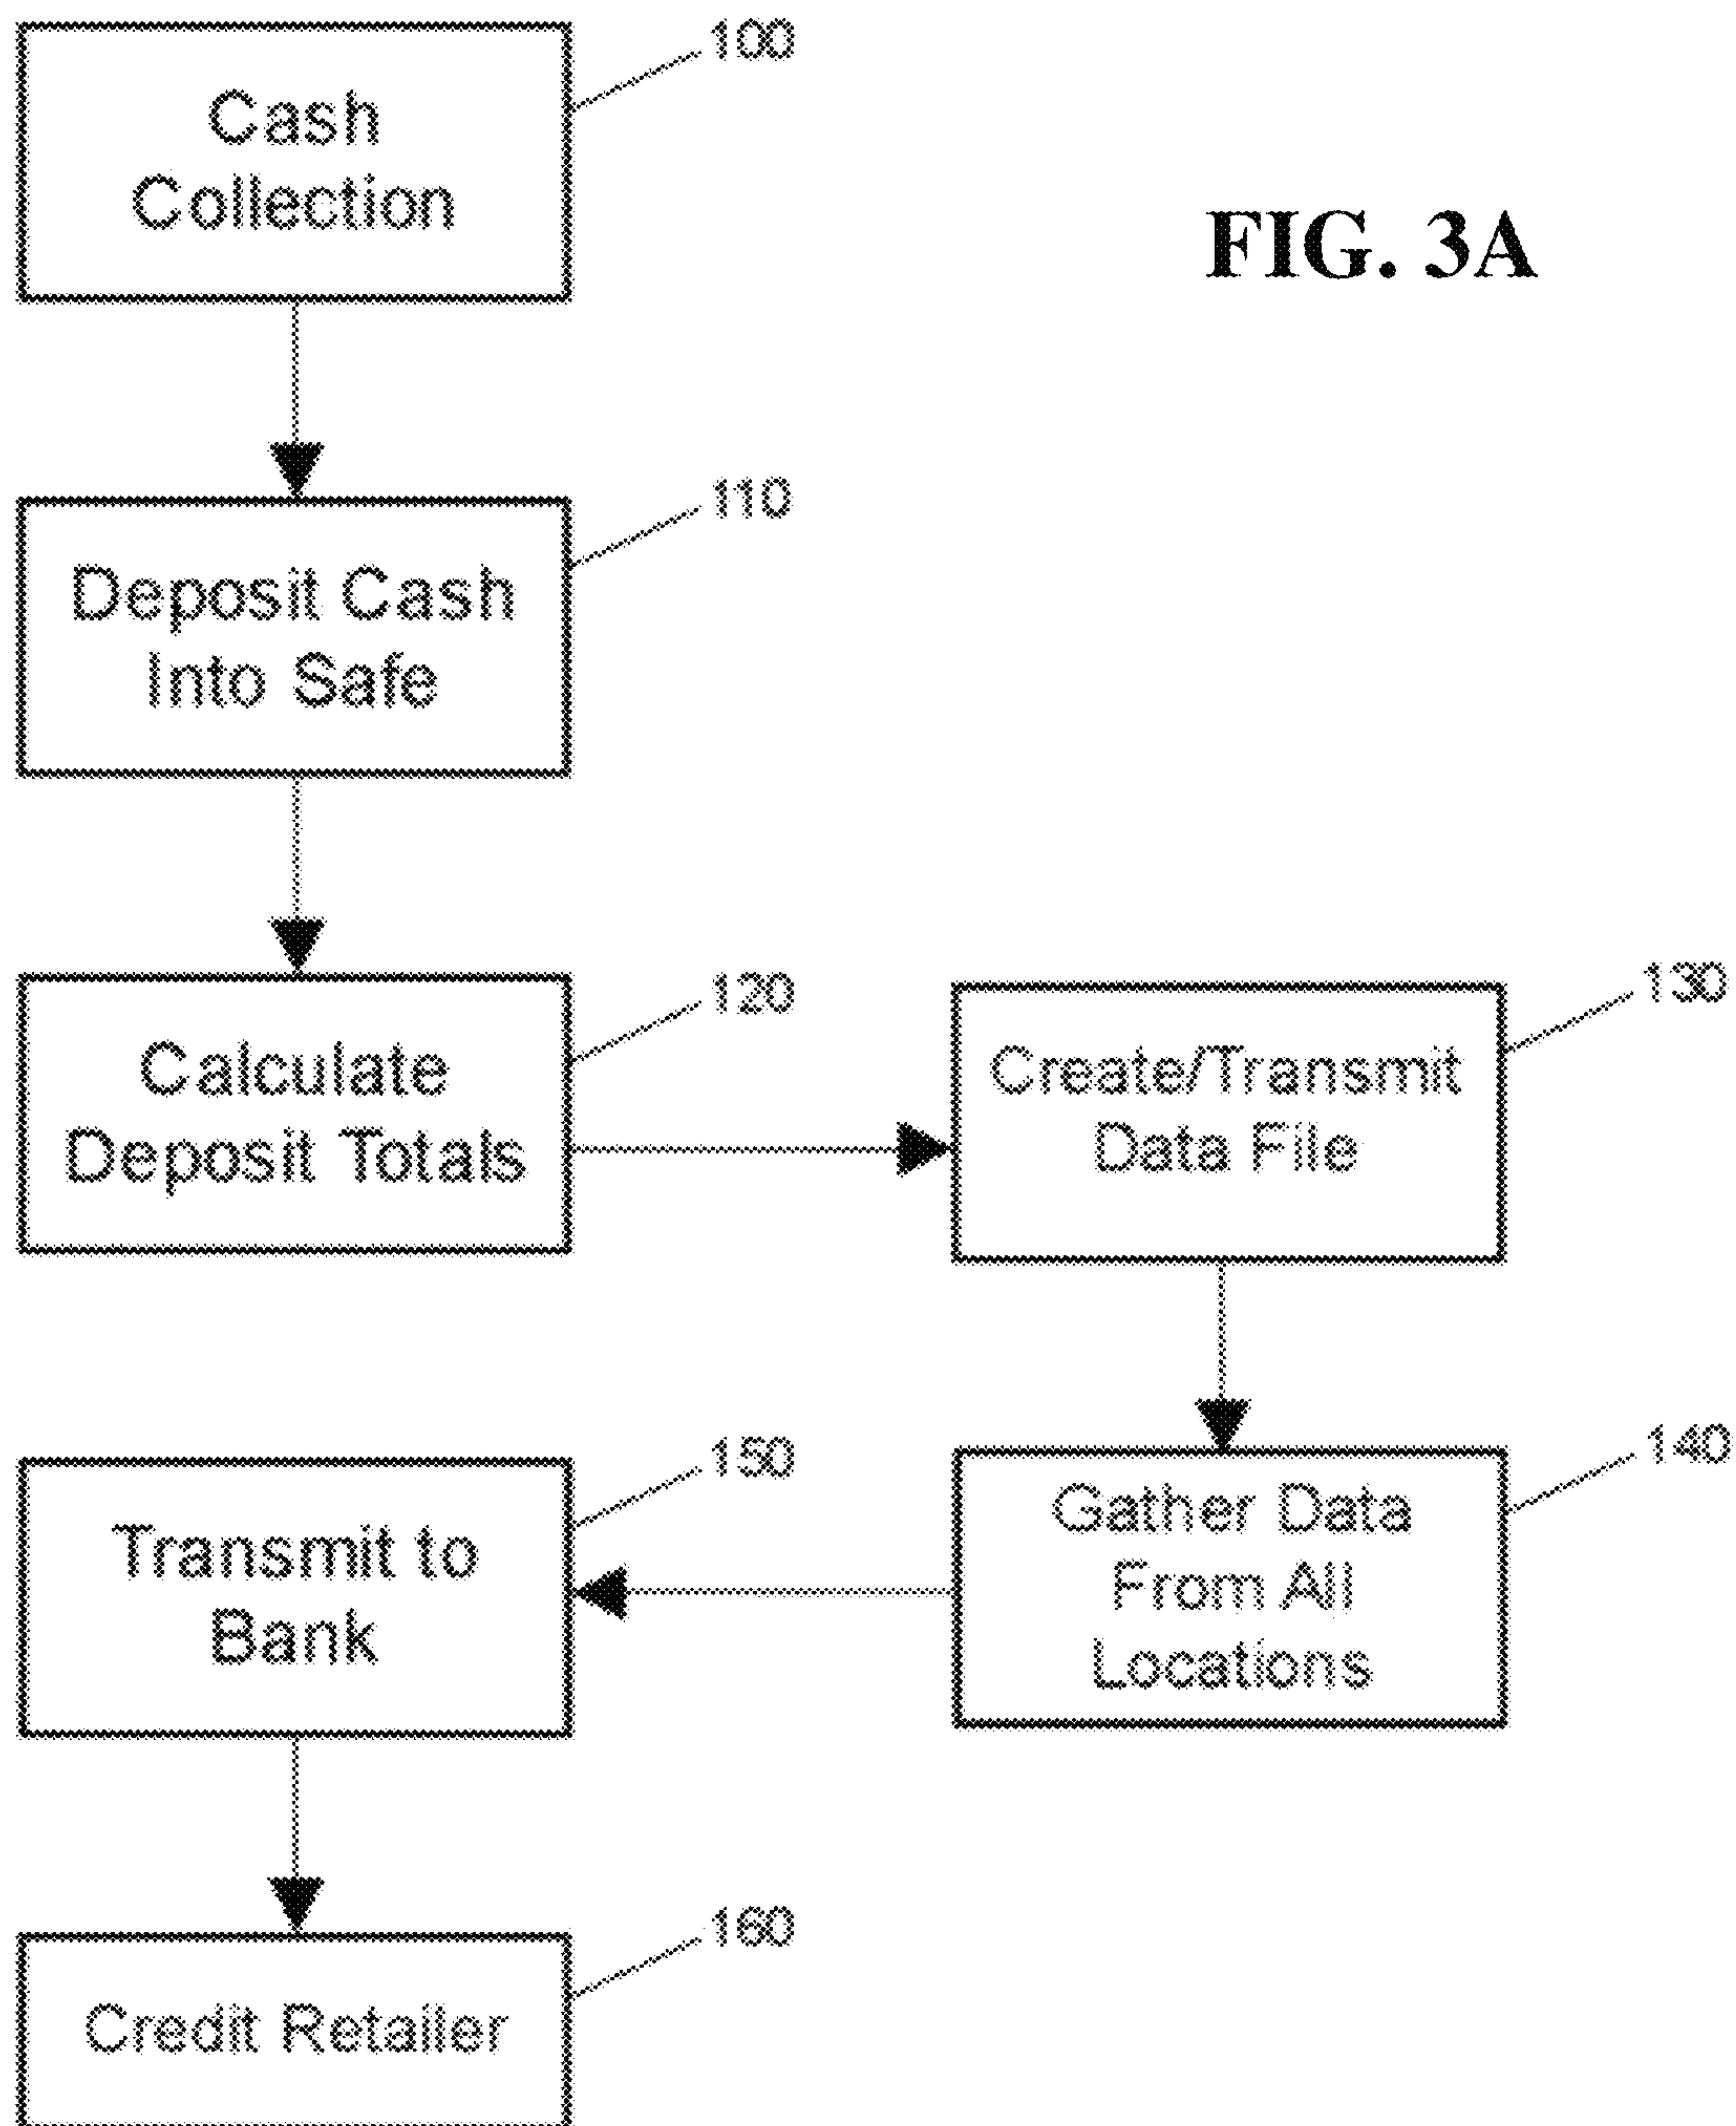 100
Cash
Collection
FIG. 3A
110
Deposit Cash
Into Safe
120
Calculate
Deposit Totals
130
Create/Transmit
Data File
140
Gather Data
From All
Locations
150
Transmit to
Bank
160
Credit Retailer